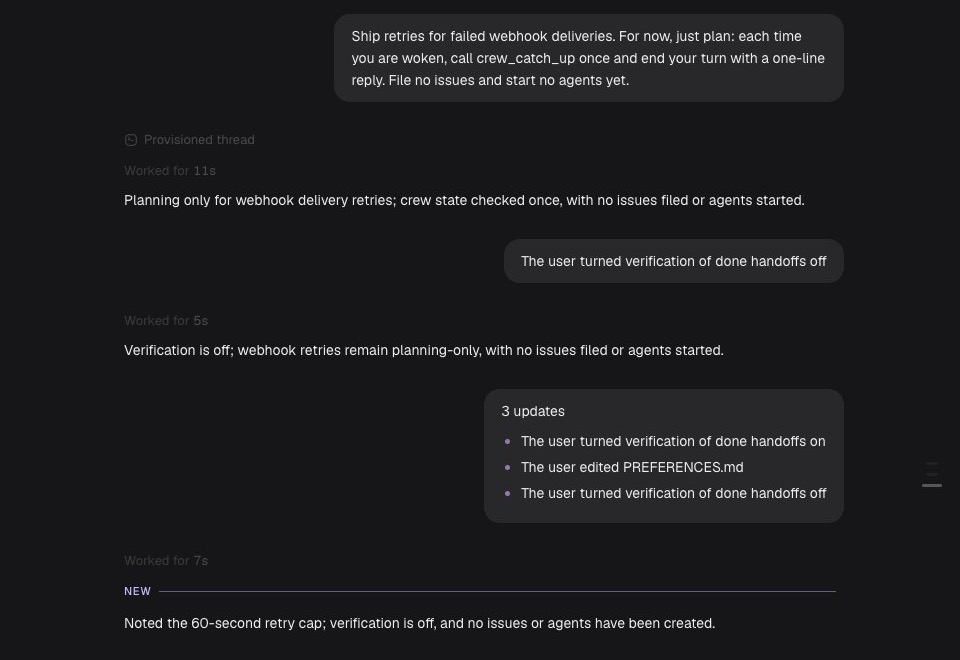 Ship retries for failed webhook deliveries. For now, just plan: each time
you are woken, call crew_catch_up once and end your turn with a one-line
reply. File no issues and start no agents yet.
Provisioned thread
Worked for 11s
Planning only for webhook delivery retries; crew state checked once, with no issues filed or agents started.
The user turned verification of done handoffs off
Worked for 5s
Verification is off; webhook retries remain planning-only, with no issues filed or agents started.
3 updates
• The user turned verification of done handoffs on
• The user edited PREFERENCES.md
• The user turned verification of done handoffs off
Worked for 7s
NEW
Noted the 60-second retry cap; verification is off, and no issues or agents have been created.